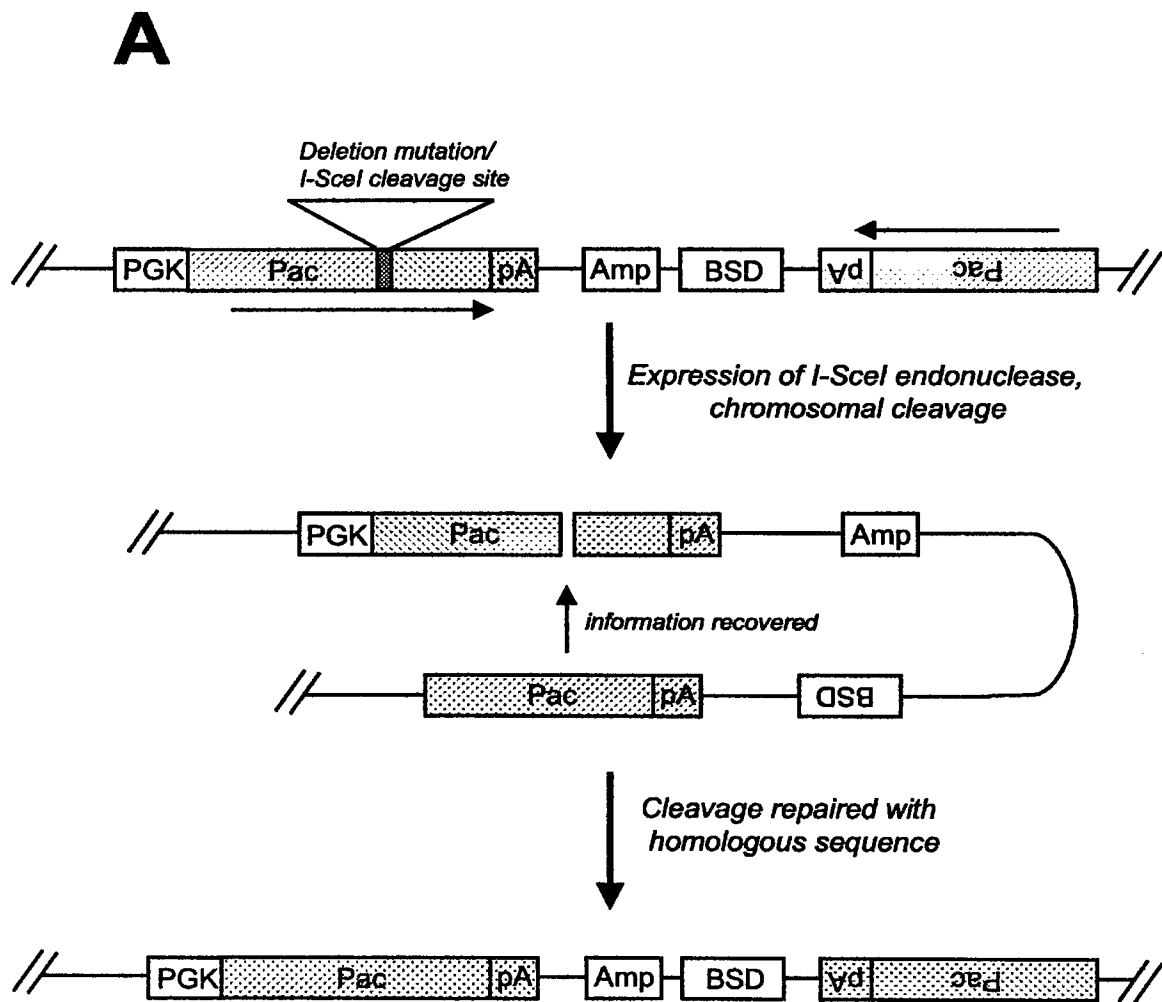 A
Deletion mutation/
I-SceI cleavage site
PGK Pac pA Amp BSD pA Pac
Expression of I-SceI endonuclease,
chromosomal cleavage
PGK Pac pA Amp
information recovered
Pac pA BSD
Cleavage repaired with
homologous sequence
PGK Pac pA Amp BSD pA Pac